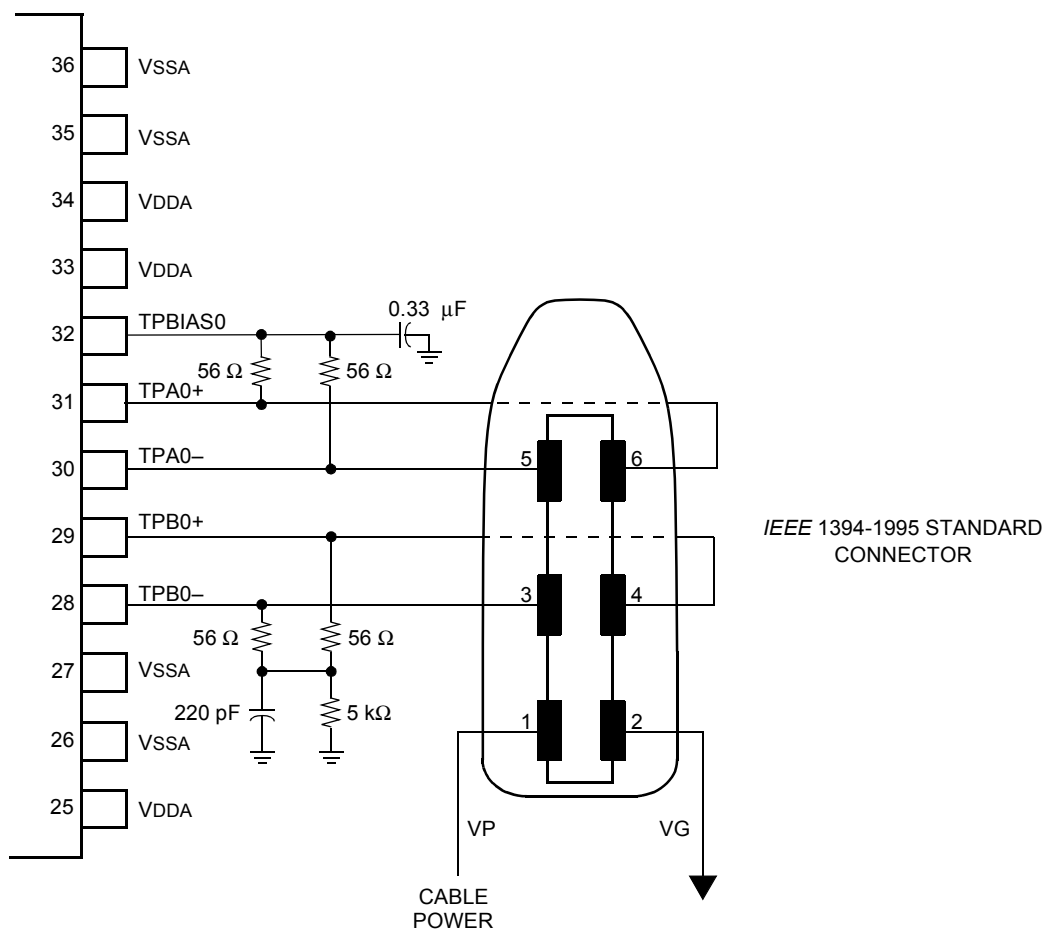 36 VSSA
35 VSSA
34 VDDA
33 VDDA
32 TPBIAS0
0.33 μF
56 Ω 56 Ω
31 TPA0+
30 TPA0–
5 6
29 TPB0+
IEEE 1394-1995 STANDARD
CONNECTOR
28 TPB0–
3 4
56 Ω 56 Ω
27 VSSA
220 pF 5 kΩ
1 2
26 VSSA
25 VDDA
VP VG
CABLE
POWER